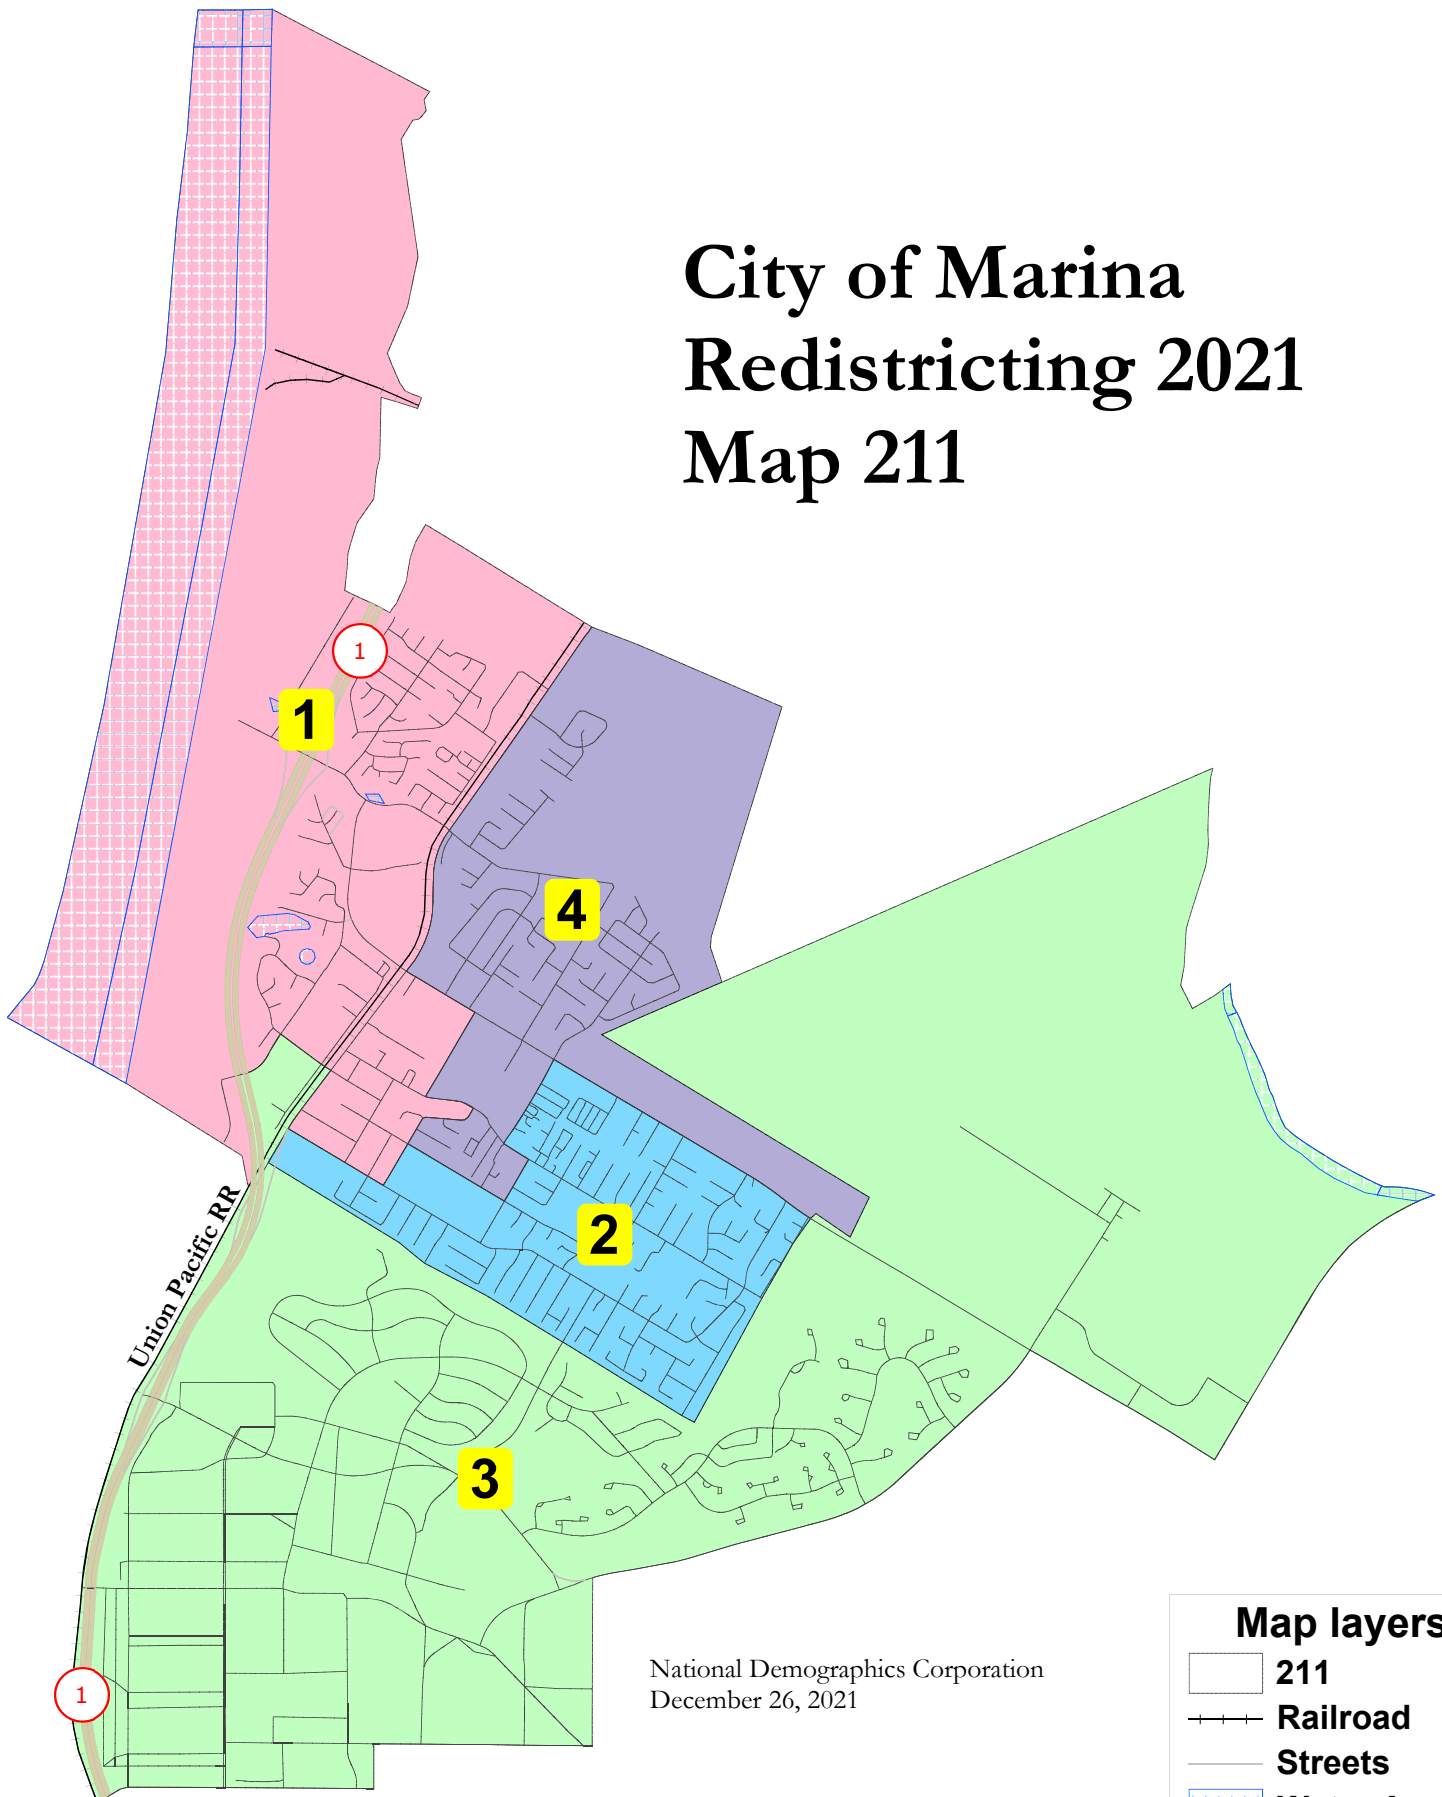 City of Marina
Redistricting 2021
Map 211
1
1
4
2
Union Pacific RR
3
1
National Demographics Corporation
December 26, 2021
Map layers
211
Railroad
Streets